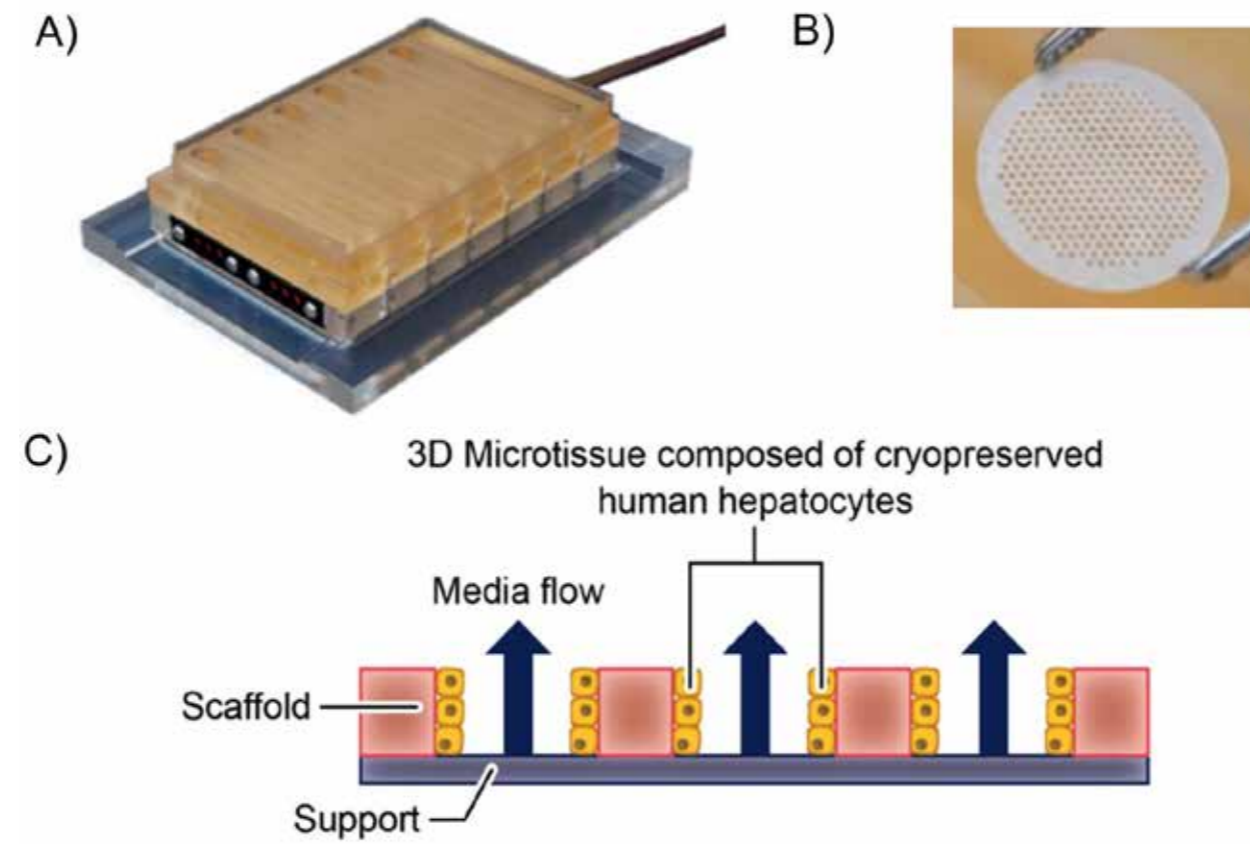 A)
B)
C)
3D Microtissue composed of cryopreserved
human hepatocytes
Media flow
Scaffold
Support